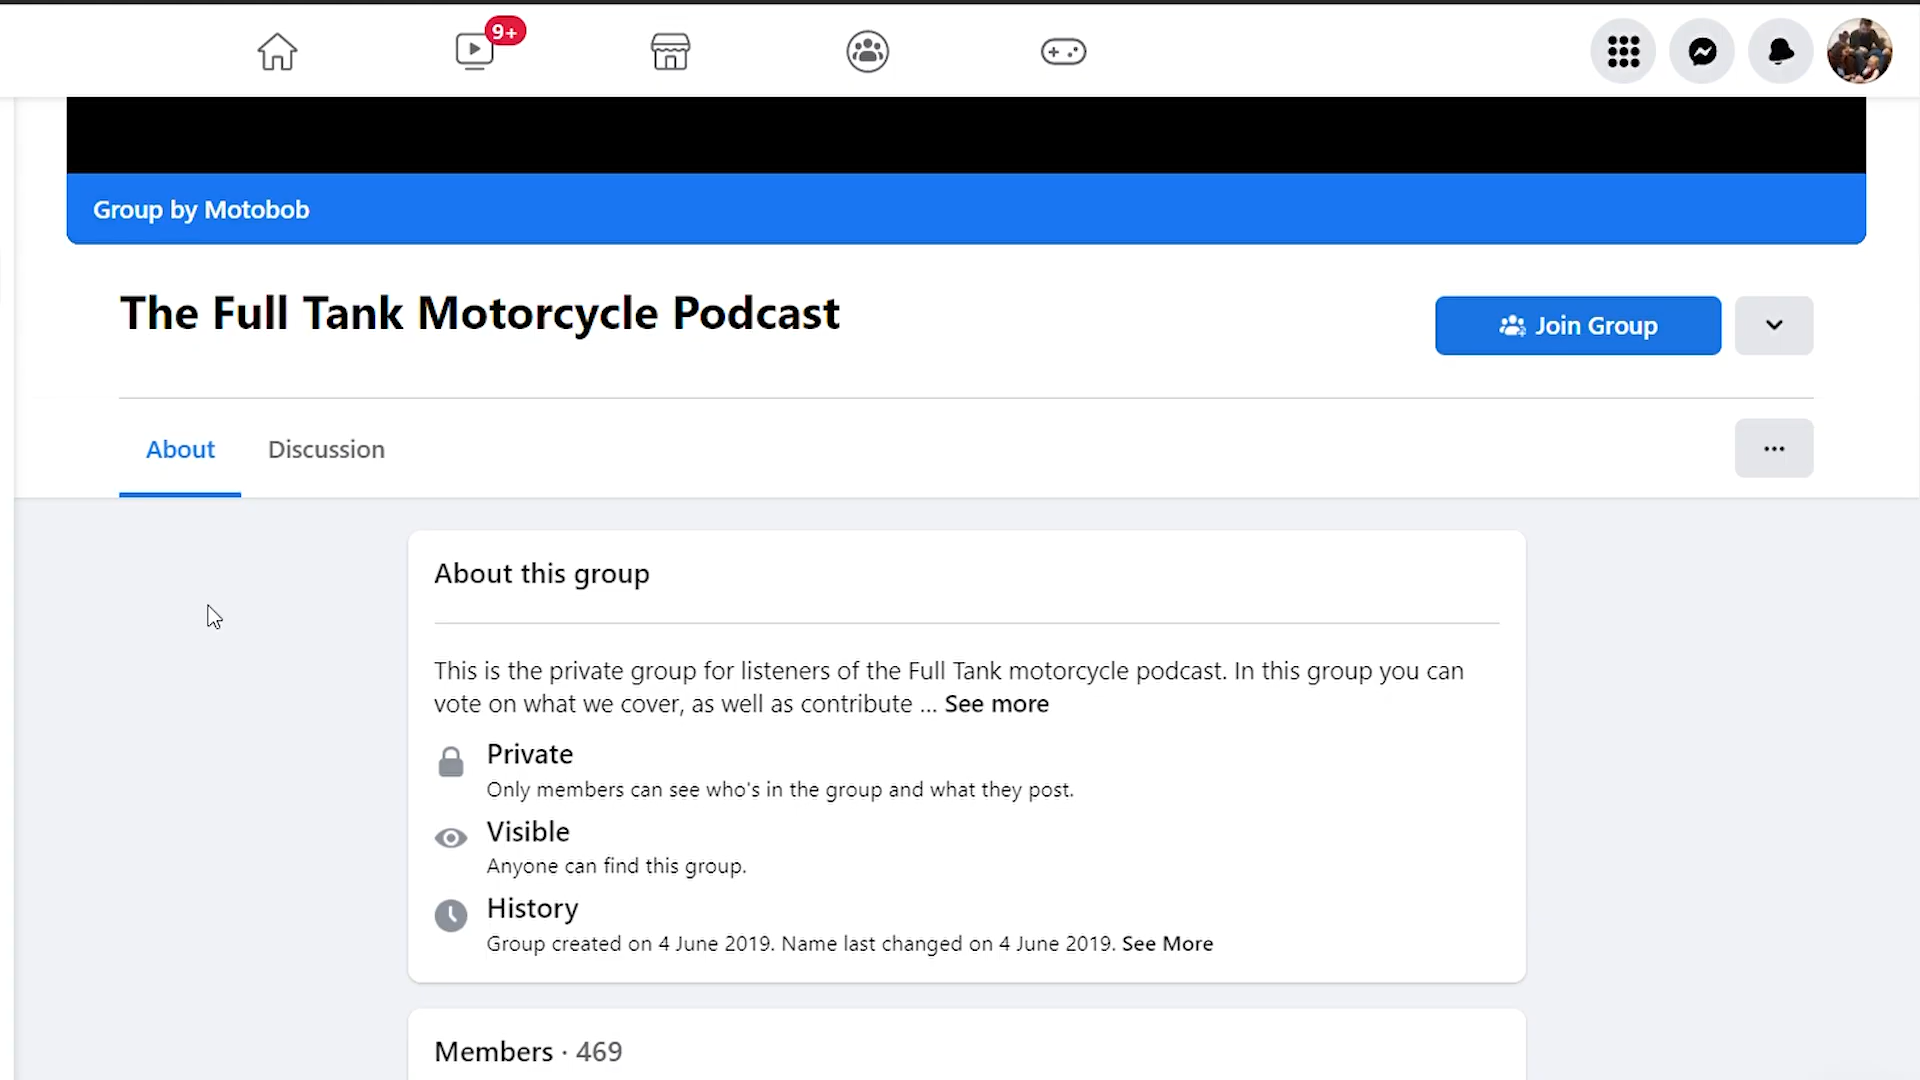 9+
Group by Motobob
The Full Tank Motorcycle Podcast
Join Group
About
Discussion
About this group
This is the private group for listeners of the Full Tank motorcycle podcast. In this group you can
vote on what we cover, as well as contribute ... See more
Private
Only members can see who's in the group and what they post.
Visible
Anyone can find this group.
History
Group created on 4 June 2019. Name last changed on 4 June 2019. See More
Members · 469